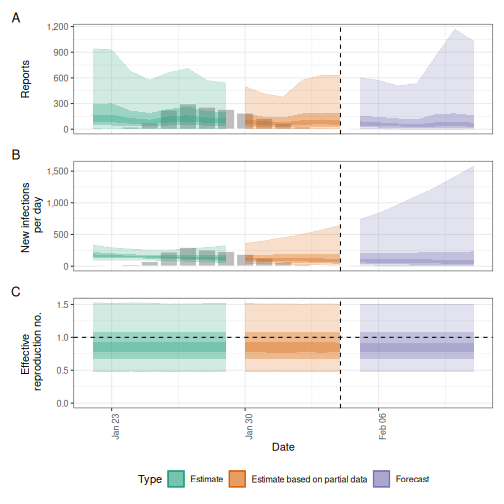 A
1,200
900
600
300
0
Reports
B
1,500
1,000
500
0
New infections
per day
C
1.5
1.0
0.5
0.0
Effective
reproduction no.
Jan 23
Jan 30
Feb 06
Date
Type
Estimate
Estimate based on partial data
Forecast